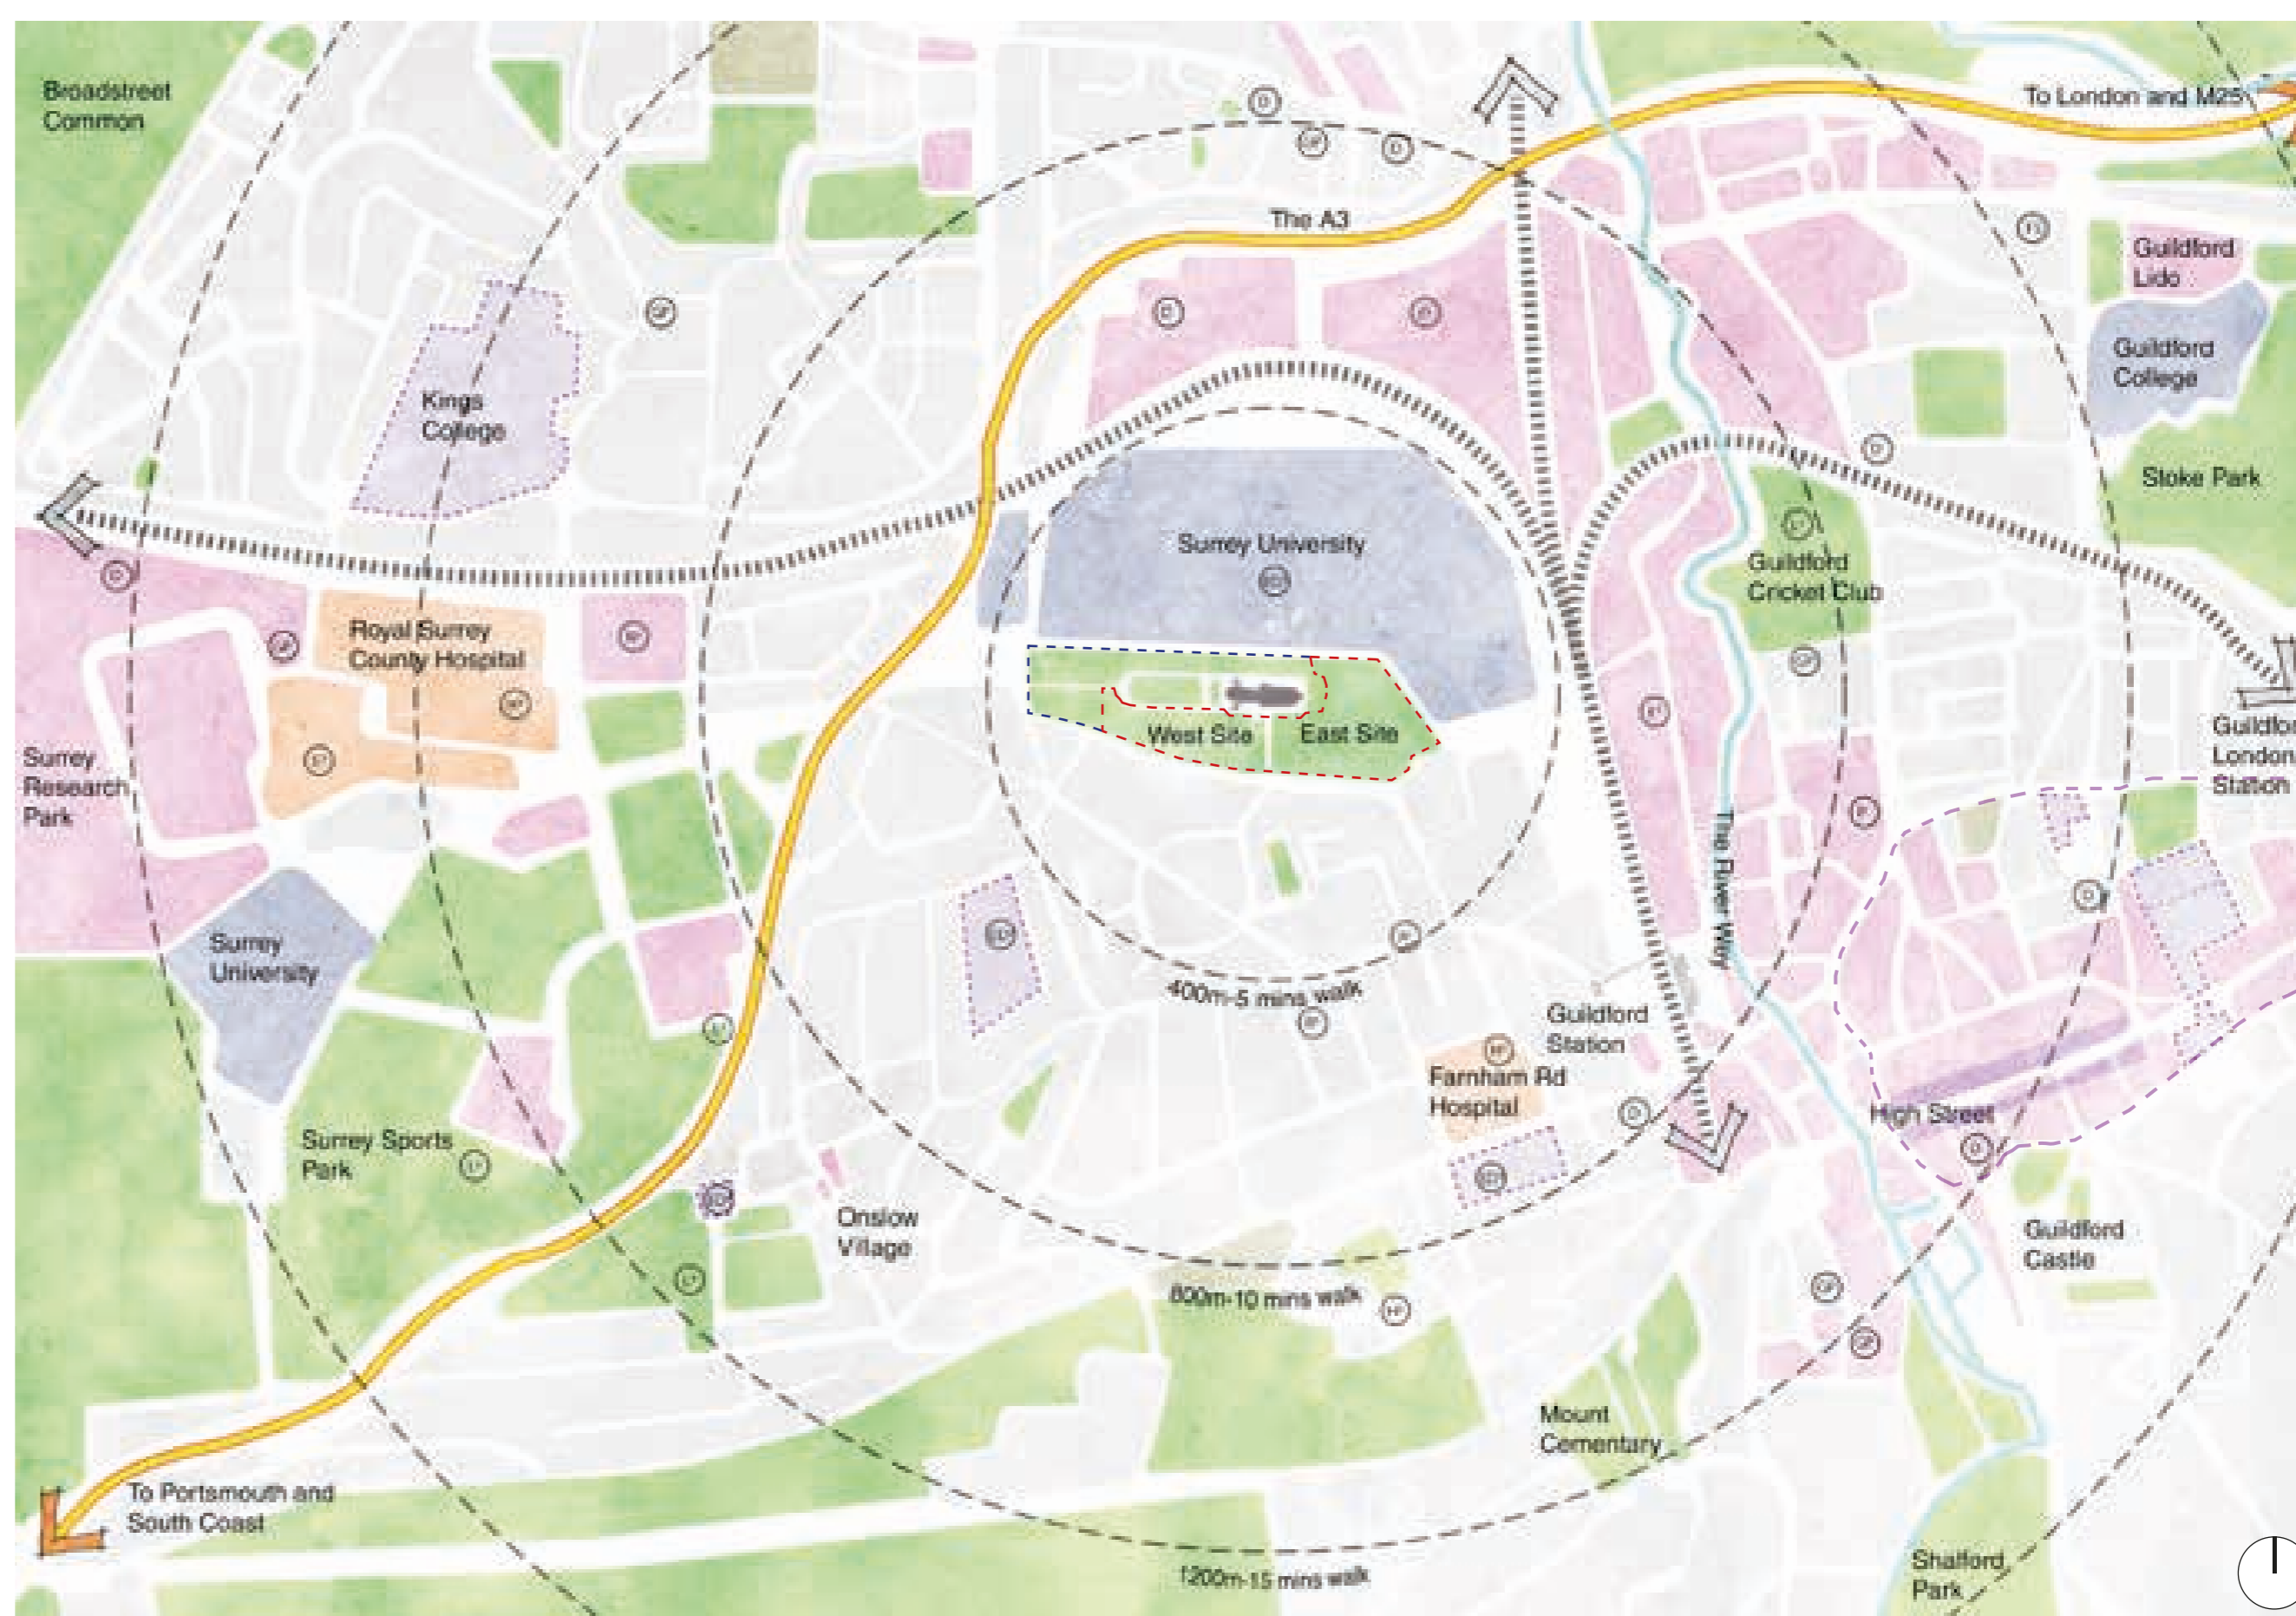 Broadstreet
Common
To London and M25
The A3
Guildford
Lido
Guildford
College
Kings
College
Stoke Park
Surrey University
Guildford
Cricket Club
Royal Surrey
County Hospital
West Site
East Site
Surrey
Research
Park
London
Station
The River Way
Surrey
University
400m-5 mins walk
Guildford
Station
Farnham Rd
Hospital
High Street
Surrey Sports
Park
Onslow
Village
Guildford
Castle
800m-10 mins walk
Mount
Cementary
To Portsmouth and
South Coast
1200m-15 mins walk
Shalford
Park